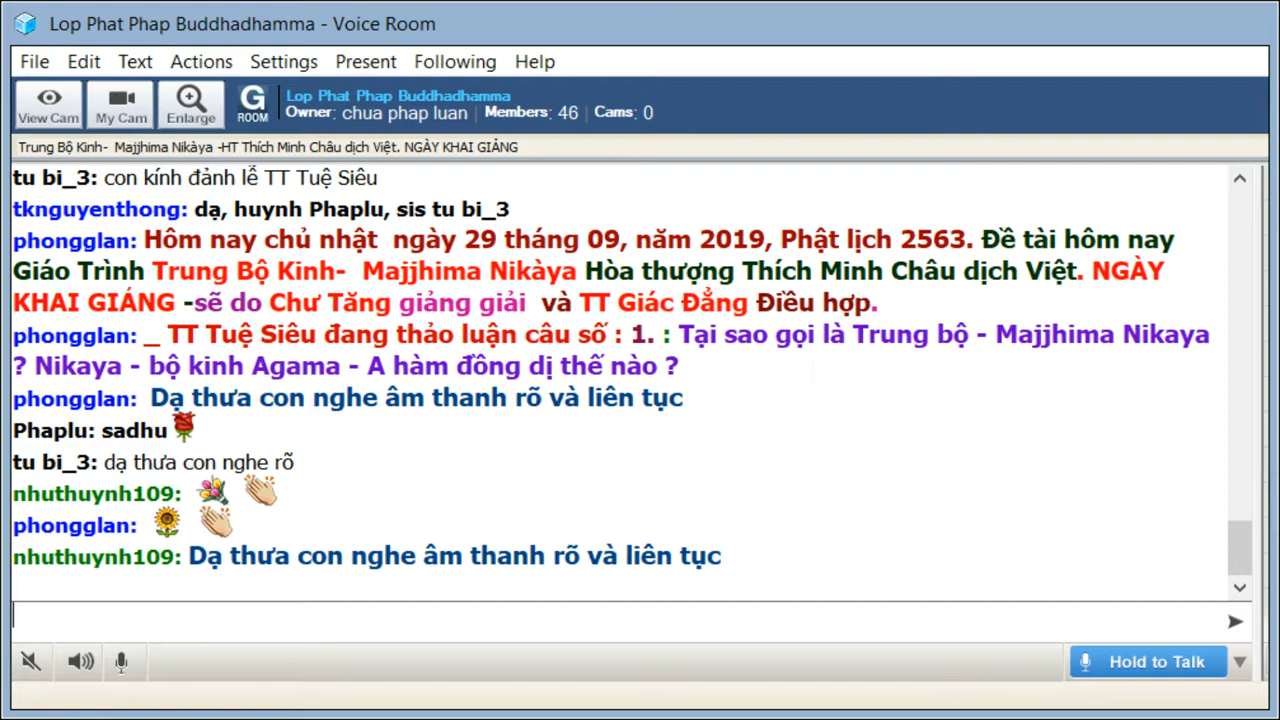 Lop Phat Phap Buddhadhamma - Voice Room
File Edit Text Actions Settings Present Following Help
View Cam My Cam Enlarge G ROOM Lop Phat Phap Buddhadhamma
Owner: chua phap luan | Members: 46 | Cams: 0
Trung Bộ Kinh- Majjhima Nikàya -HT Thích Minh Châu dịch Việt. NGÀY KHAI GIẢNG
tu bi_3: con kính đảnh lễ TT Tuệ Siêu
tknguyenthong: dạ, huynh Phaplu, sis tu bi_3
phongglan: Hôm nay chủ nhật ngày 29 tháng 09, năm 2019, Phật lịch 2563. Đề tài hôm nay
Giáo Trình Trung Bộ Kinh- Majjhima Nikàya Hòa thượng Thích Minh Châu dịch Việt. NGÀY
KHAI GIÁNG -sẽ do Chư Tăng giảng giải và TT Giác Đẳng Điều hợp.
phongglan: _ TT Tuệ Siêu đang thảo luận câu số : 1. : Tại sao gọi là Trung bộ - Majjhima Nikaya
? Nikaya - bộ kinh Agama - A hàm đồng dị thế nào ?
phongglan: Dạ thưa con nghe âm thanh rõ và liên tục
Phaplu: sadhu
tu bi_3: dạ thưa con nghe rõ
nhuthuynh109:
phongglan:
nhuthuynh109: Dạ thưa con nghe âm thanh rõ và liên tục
Hold to Talk